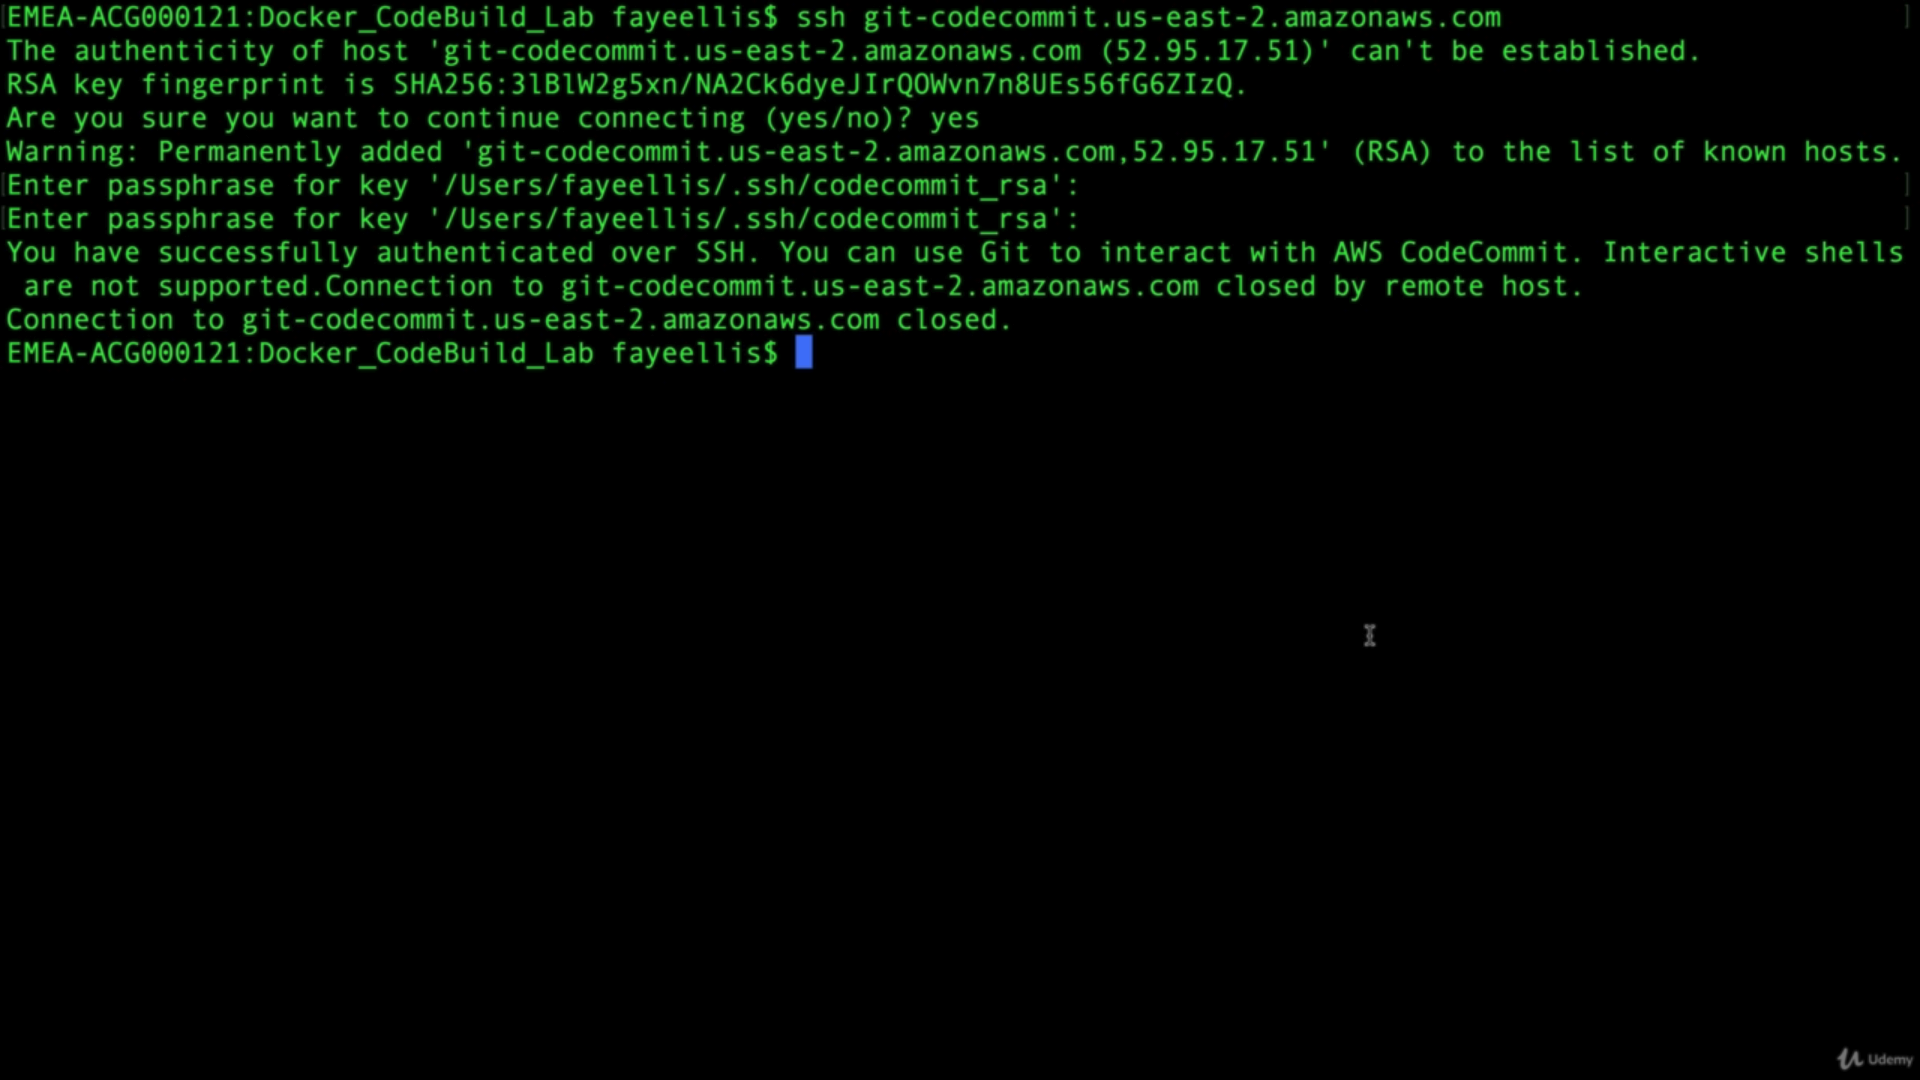 EMEA-ACG000121:Docker_CodeBuild_Lab fayeellis$ ssh git-codecommit.us-east-2.amazonaws.com
The authenticity of host 'git-codecommit.us-east-2.amazonaws.com (52.95.17.51)' can't be established.
RSA key fingerprint is SHA256:3lBlW2g5xn/NA2Ck6dyeJIrQOWvn7n8UEs56fG6ZIzQ.
Are you sure you want to continue connecting (yes/no)? yes
Warning: Permanently added 'git-codecommit.us-east-2.amazonaws.com,52.95.17.51' (RSA) to the list of known hosts.
Enter passphrase for key '/Users/fayeellis/.ssh/codecommit_rsa':
Enter passphrase for key '/Users/fayeellis/.ssh/codecommit_rsa':
You have successfully authenticated over SSH. You can use Git to interact with AWS CodeCommit. Interactive shells
 are not supported.Connection to git-codecommit.us-east-2.amazonaws.com closed by remote host.
Connection to git-codecommit.us-east-2.amazonaws.com closed.
EMEA-ACG000121:Docker_CodeBuild_Lab fayeellis$
Udemy